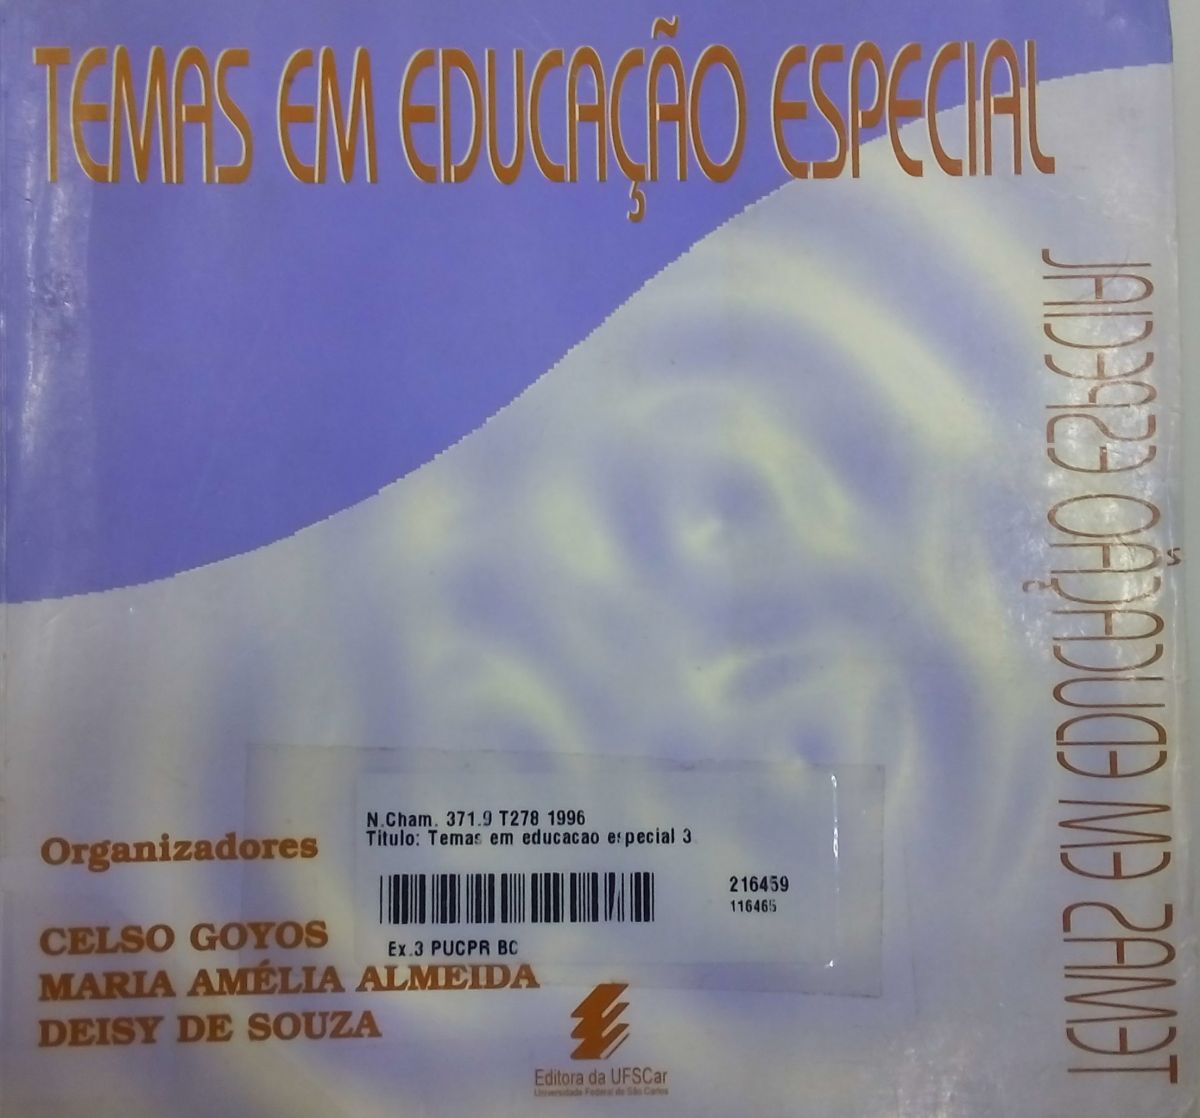 TEMAS EM EDUCAÇÃO ESPECIAL
TEMAS EM EDUCAÇÃO ESPECIAL
N.Cham. 371.9 T278 1996
Titulo: Temas em educacao especial 3
216459
116465
Ex.3 PUCPR BC
Organizadores
CELSO GOYOS
MARIA AMÉLIA ALMEIDA
DEISY DE SOUZA
Editora da UFSCar
Universidade Federal de São Carlos